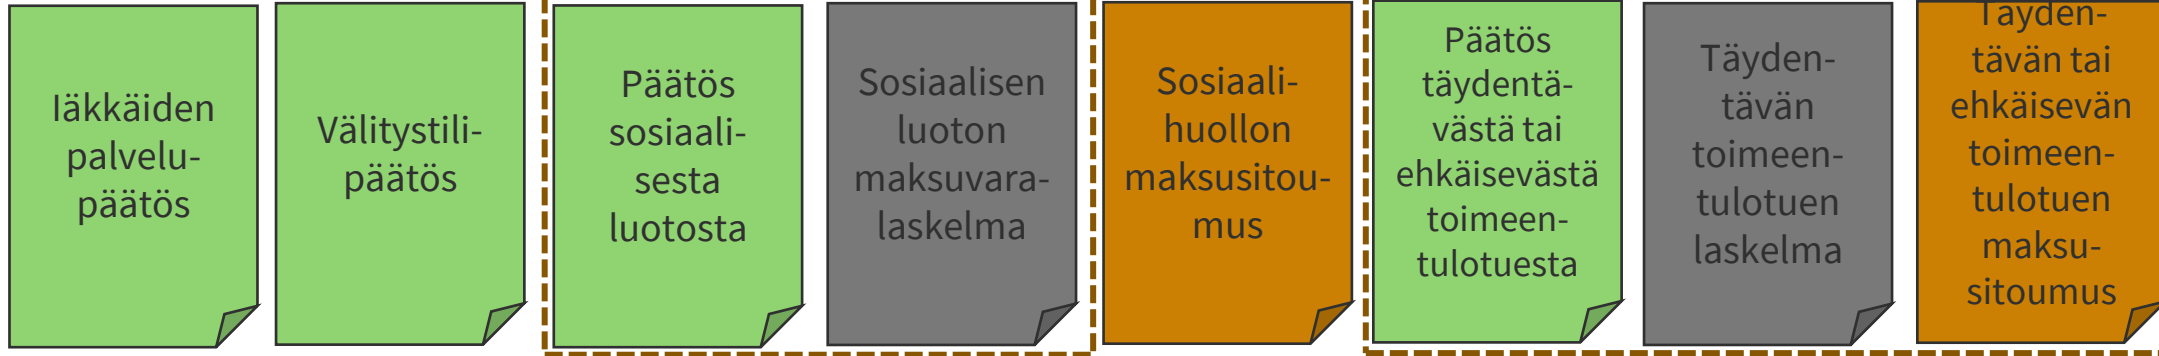 Iäkkäiden
palvelu-
päätös
Välitystili-
päätös
Päätös
sosiaali-
sesta
luotosta
Sosiaalisen
luoton
maksuvara-
laskelma
Sosiaali-
huollon
maksusitou-
mus
Päätös
täydentä-
västä tai
ehkäisevästä
toimeen-
tulotuesta
Täyden-
tävän
toimeen-
tulotuen
laskelma
Täyden-
tävän tai
ehkäisevän
toimeen-
tulotuen
maksu-
sitoumus